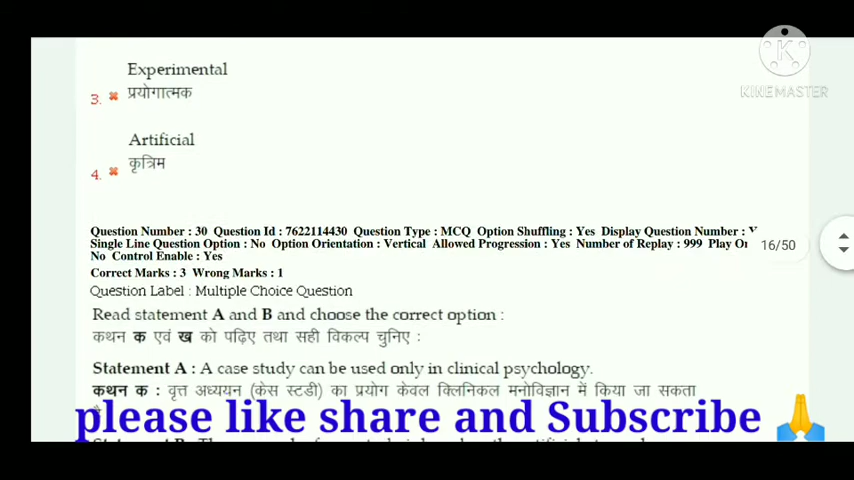 Experimental
3. प्रयोगात्मक
Artificial
4. कृत्रिम
KINEMASTER
Question Number : 30 Question Id : 7622114430 Question Type : MCQ Option Shuffling : Yes Display Question Number :
Single Line Question Option : No Option Orientation : Vertical Allowed Progression : Yes Number of Replay : 999 Play
No Control Enable : Yes
16/50
Correct Marks : 3 Wrong Marks : 1
Question Label : Multiple Choice Question
Read statement A and B and choose the correct option :
कथन क एवं ख को पढ़िए तथा सही विकल्प चुनिए :
Statement A : A case study can be used only in clinical psychology.
कथन क : वृत्त अध्ययन (केस स्टडी) का प्रयोग केवल क्लिनिकल मनोविज्ञान में किया जा सकता
please like share and Subscribe 🙏